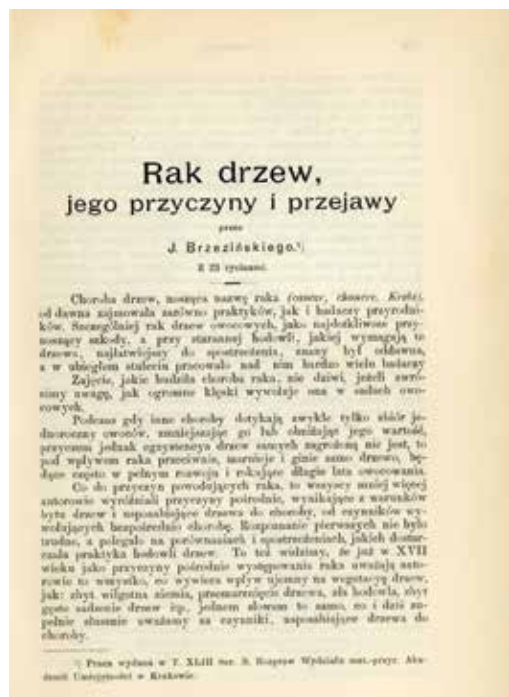 Rak drzew,
jego przyczyny i przejawy
przez
J. Brzezińskiego.¹)
Z 23 rycinami.
Choroba drzew, nosząca nazwę raka (cancer, chancre, Krebs),
od dawna zajmowała zarówno praktyków, jak i badaczy przyrodni-
ków. Szczególniej rak drzew owocowych, jako najdotkliwsze przy-
noszący szkody, a przy starannej hodowli, jakiej wymagają te
drzewa, najłatwiejszy do spostrzeżenia, znany był oddawna,
a w ubiegłem stuleciu pracowało nad nim bardzo wielu badaczy
Zajęcie, jakie budziła choroba raka, nie dziwi, jeżeli zwró-
cimy uwagę, jak ogromne klęski wywołuje ona w sadach owo-
cowych.
Podczas gdy inne choroby dotykają zwykle tylko zbiór je-
dnoroczny owoców, zmniejszając go lub obniżając jego wartość,
przyczem jednak egzystencya drzew samych zagrożoną nie jest, to
pod wpływem raka przeciwnie, marnieje i ginie samo drzewo, bę-
dące często w pełnym rozwoju i rokujące długie lata owocowania.
Co do przyczyn powodujących raka, to wszyscy mniej więcej
autorowie wyróżniali przyczyny pośrednie, wynikające z warunków
bytu drzew i usposabiające drzewa do choroby, od czynników wy-
wołujących bezpośrednio chorobę. Rozpoznanie pierwszych nie było
trudne, a polegało na porównaniach i spostrzeżeniach, jakich dostar-
czała praktyka hodowli drzew. To też widzimy, że już w XVII
wieku jako przyczyny pośrednie występowania raka uważają auto-
rowie to wszystko, co wywiera wpływ ujemny na wegetacyę drzew,
jak: zbyt wilgotna ziemia, przemarznięcie drzewa, zła hodowla, zbyt
gęste sadzenie drzew itp., jednem słowem to samo, co i dziś zu-
pełnie słusznie uważamy za czynniki, usposabiające drzewa do
choroby.
¹) Praca wydana w T. XLIII ser. B. Rozpraw Wydziału mat.-przyr. Aka-
demii Umiejętności w Krakowie.